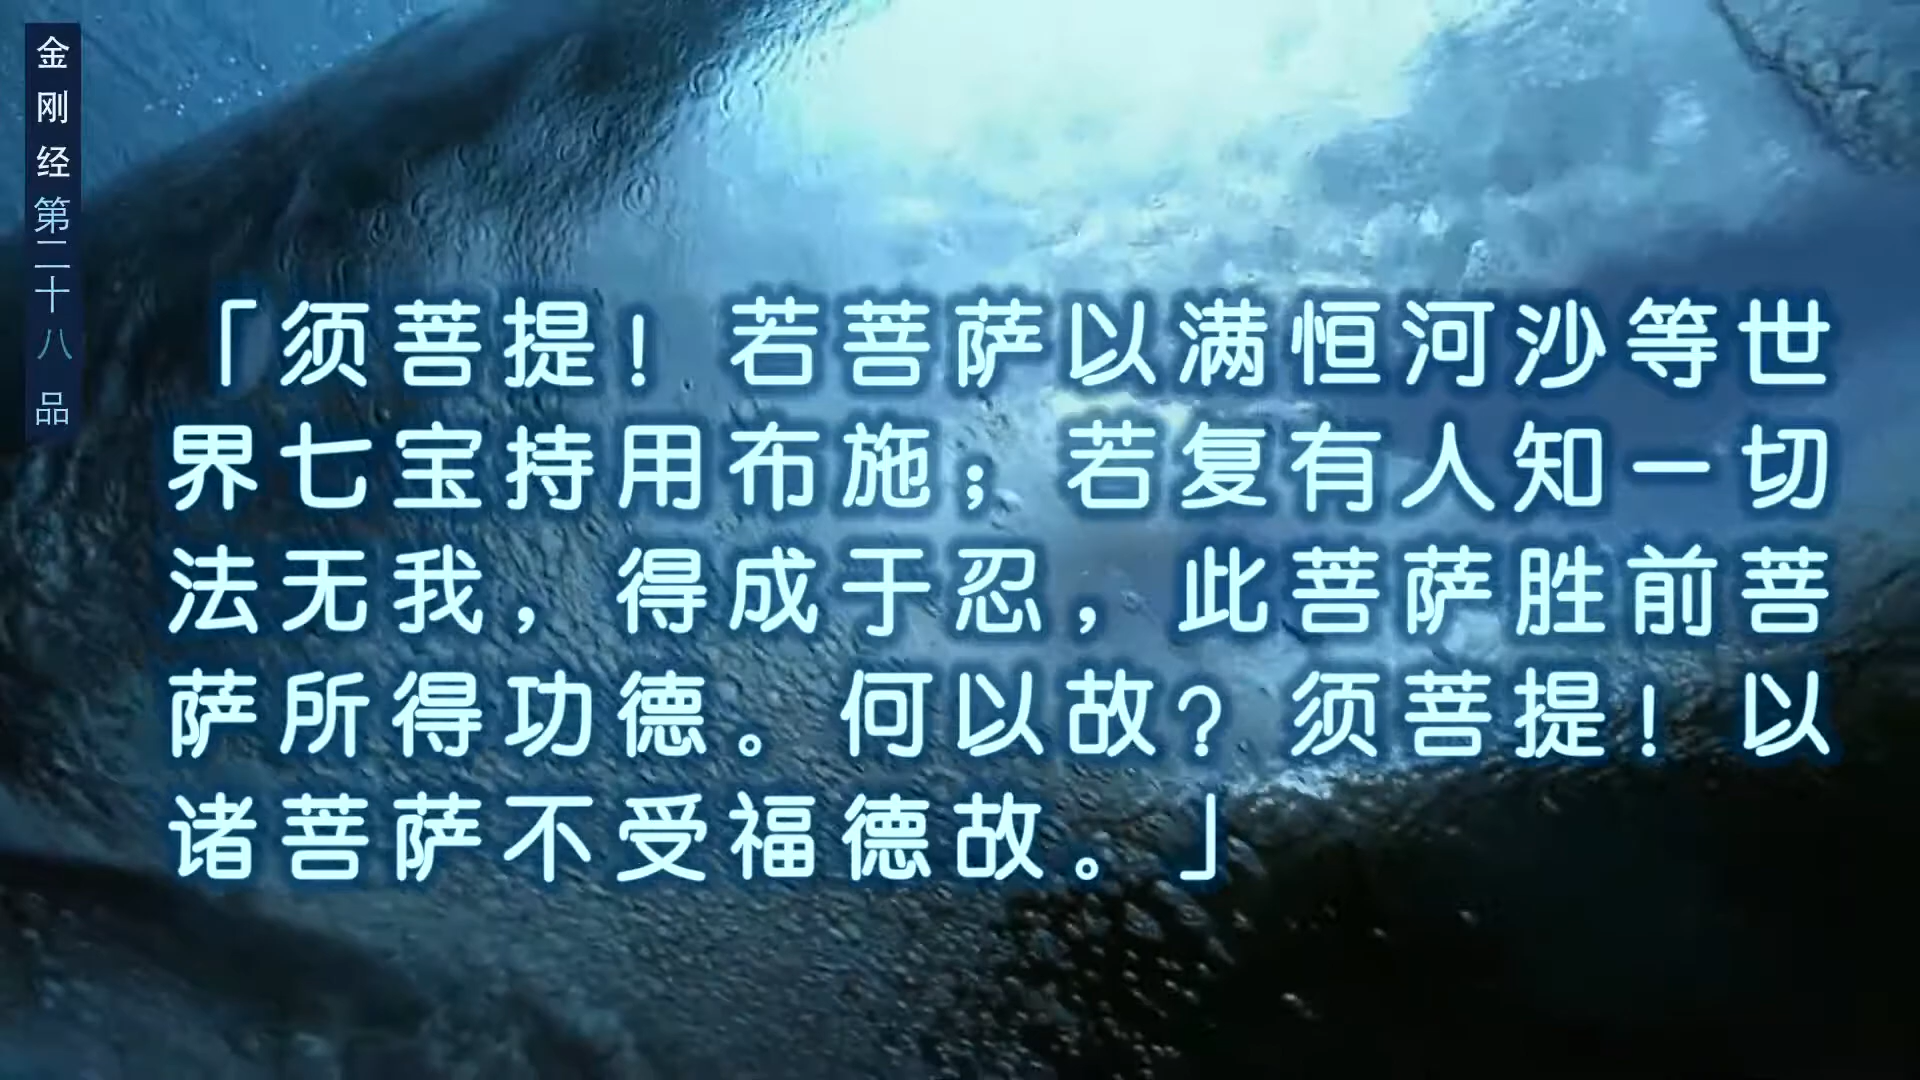 金刚经第二十八品
「须菩提！若菩萨以满恒河沙等世
界七宝持用布施；若复有人知一切
法无我，得成于忍，此菩萨胜前菩
萨所得功德。何以故？须菩提！以
诸菩萨不受福德故。」